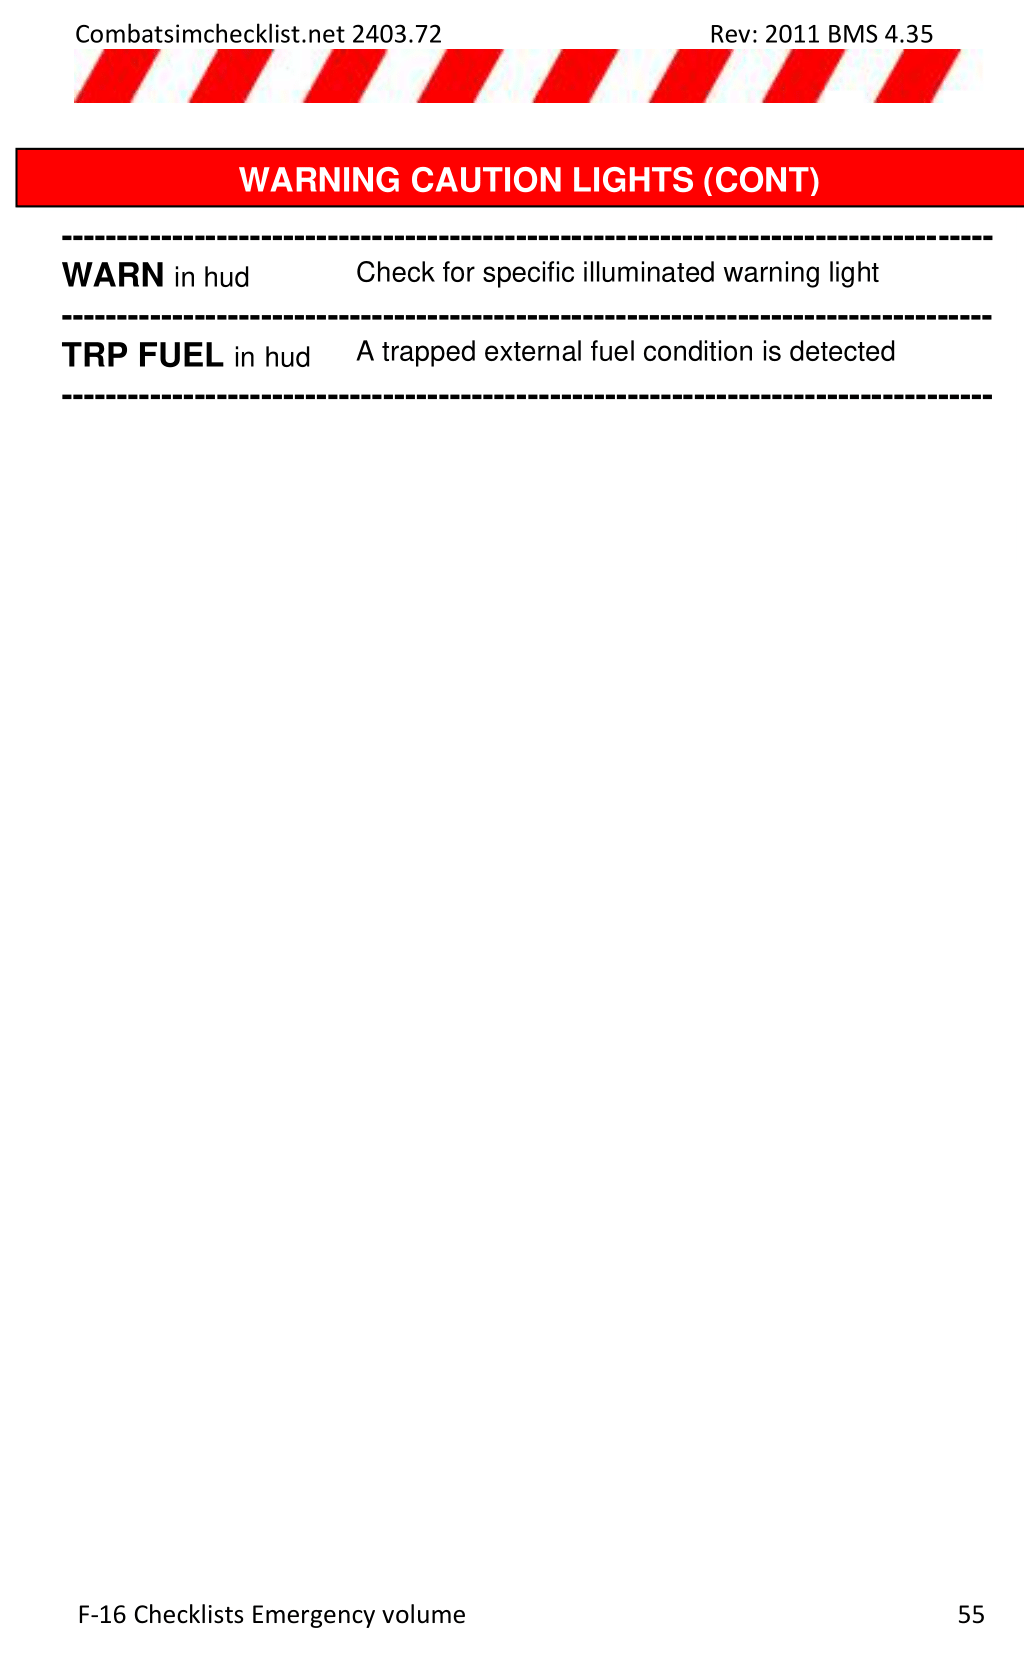 Combatsimchecklist.net 2403.72 Rev: 2011 BMS 4.35
WARNING CAUTION LIGHTS (CONT)
WARN in hud Check for specific illuminated warning light
TRP FUEL in hud A trapped external fuel condition is detected
F-16 Checklists Emergency volume 55